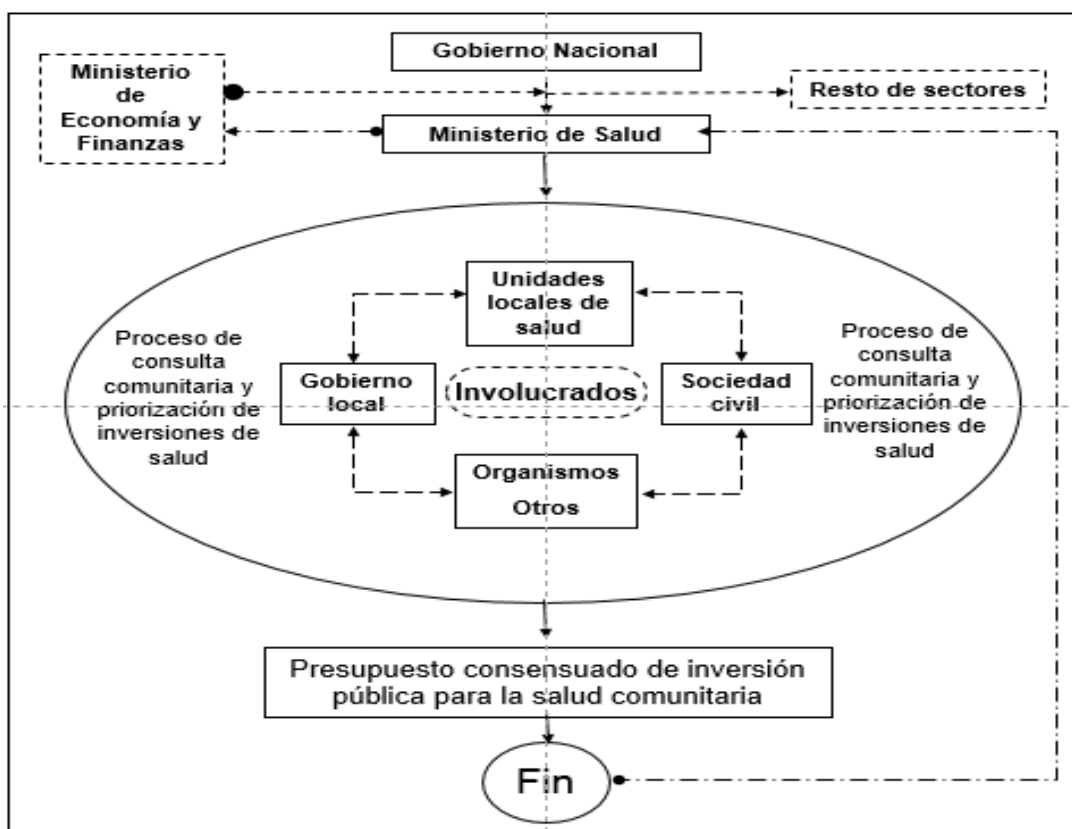 Gobierno Nacional
Ministerio
de
Economía y
Finanzas
Resto de sectores
Ministerio de Salud
Unidades
locales de
salud
Proceso de
consulta
comunitaria y
priorización de
inversiones de
salud
Gobierno
local
Involucrados
Sociedad
civil
Proceso de
consulta
comunitaria y
priorización de
inversiones de
salud
Organismos
Otros
Presupuesto consensuado de inversión
pública para la salud comunitaria
Fin